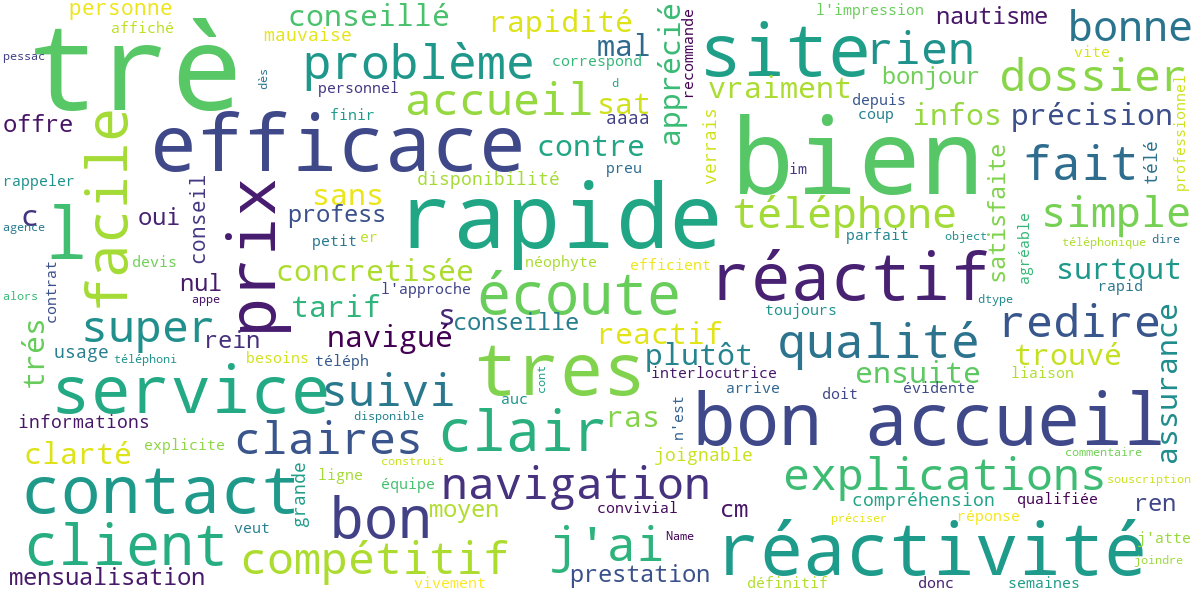 personne
affiché
conseillé
mauvaise
rapidité
l'impression
nautisme
bonne
vite
pessac
trè
dès
problème
personnel
mal
correspond
d
apprécié
recommande
site
rien
bonjour
dossier
vraiment
accueil
sat
finir
aaaa
offre
facile
efficace
contre
preu
verrais
bien
im
depuis
coup
infos
précision
professionnel
fait
télé
rappeler
c
agence
l
oui
conseil
prix
sans
profess
petit
er
disponibilité
rapide
téléphone
parfait
object
satisfaite
agréable
simple
téléphonique
dire
devis
nul
appe
contrat
alors
concretisée
l'approche
néophyte
efficient
écoute
réactif
dtype
surtout
rapid
tarif
super
rein
navigué
s
conseille
reactif
toujours
qualité
redire
assurance
trés
usage
téléphoni
besoins
téléph
tres
cont
plutôt
interlocutrice
arrive
ensuite
évidente
trouvé
liaison
service
suivi
disponible
auc
doit
n'est
informations
clarté
explicite
claires
clair
ras
bon accueil
joignable
commentaire
construit
ligne
équipe
grande
contact
navigation
explications
souscription
compréhension
qualifiée
ren
veut
bon
moyen
convivial
cm
préciser
réponse
client
compétitif
j'ai
Name
réactivité
j'atte
joindre
mensualisation
vivement
prestation
définitif
donc
semaines